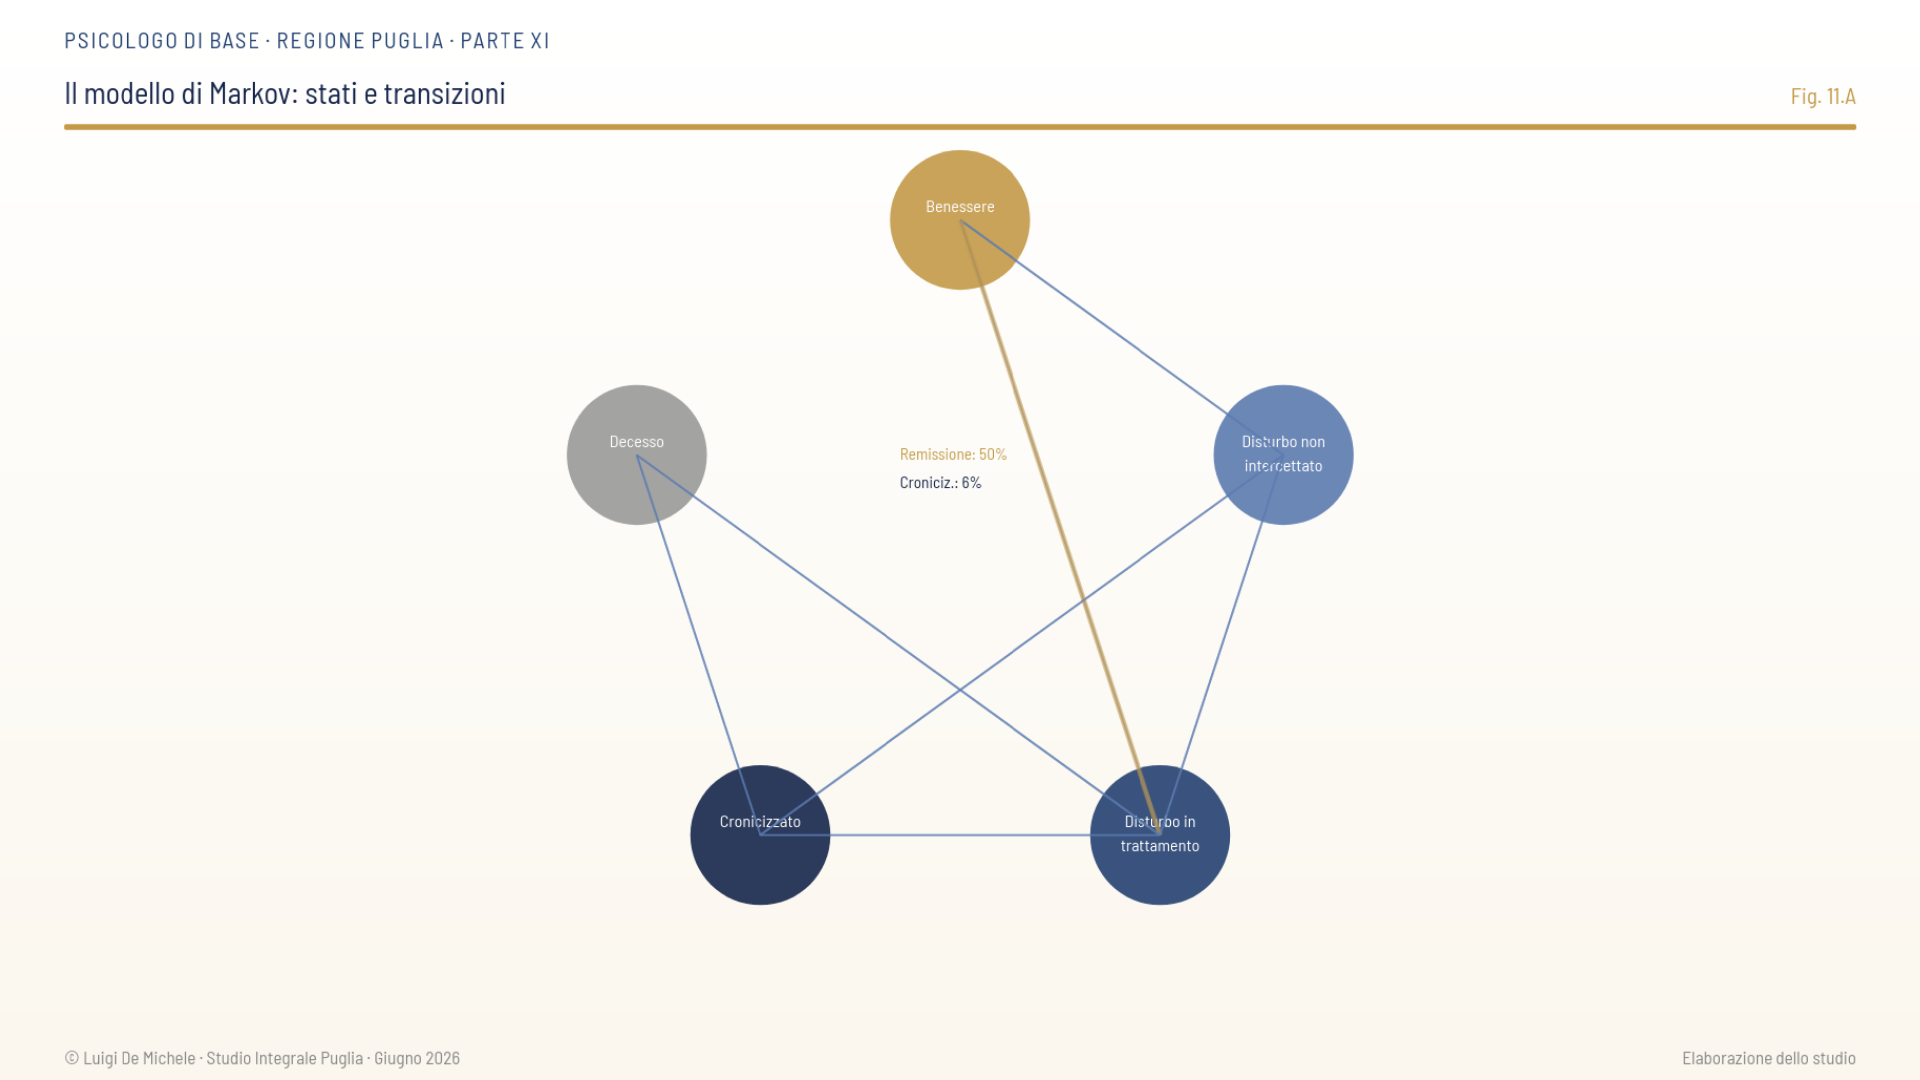 PSICOLOGO DI BASE · REGIONE PUGLIA · PARTE XI
Il modello di Markov: stati e transizioni
Fig. 11.A
Benessere
Decesso
Disturbo non
intercettato
Remissione: 50%
Croniciz.: 6%
Cronicizzato
Disturbo in
trattamento
© Luigi De Michele · Studio Integrale Puglia · Giugno 2026
Elaborazione dello studio